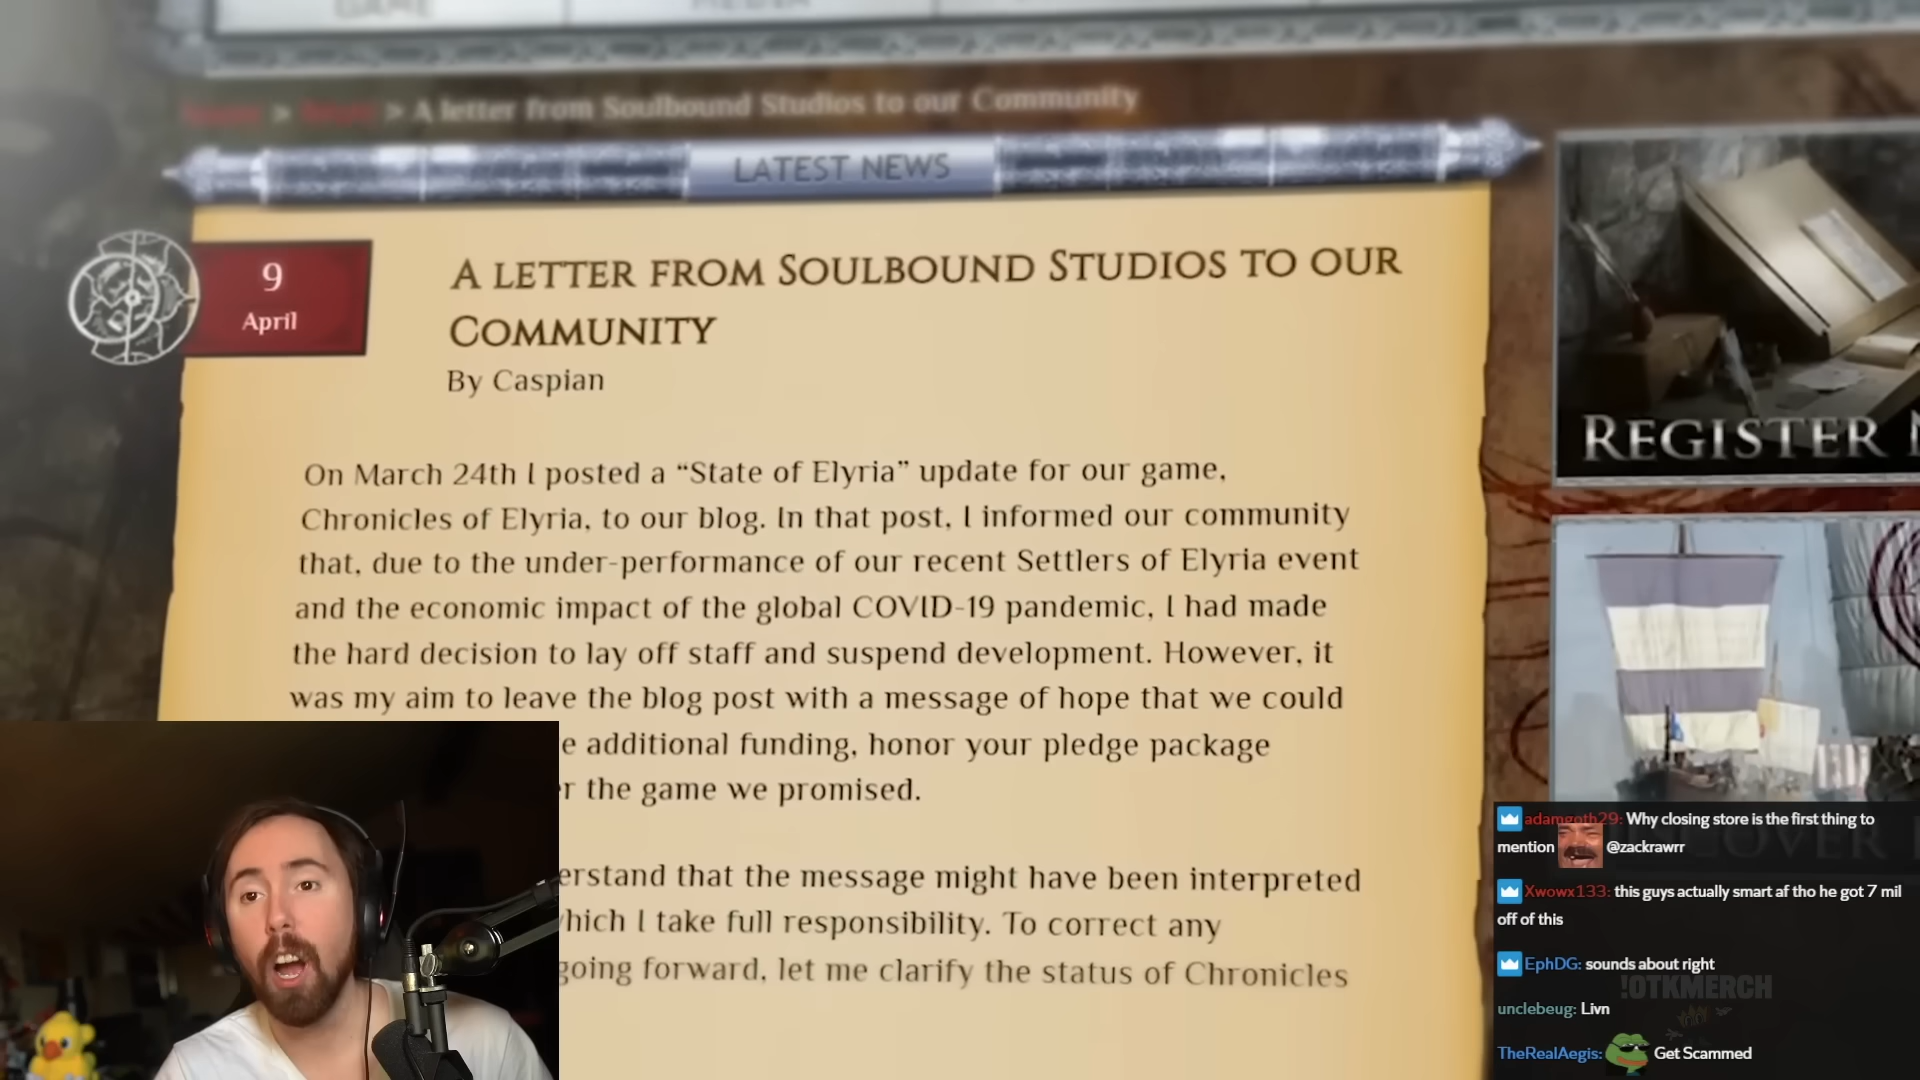 GAME
MEDIA
> A letter from Soulbound Studios to our Community
LATEST NEWS
9
April
A LETTER FROM SOULBOUND STUDIOS TO OUR
COMMUNITY
By Caspian
On March 24th I posted a “State of Elyria” update for our game,
Chronicles of Elyria, to our blog. In that post, I informed our community
that, due to the under-performance of our recent Settlers of Elyria event
and the economic impact of the global COVID-19 pandemic, I had made
the hard decision to lay off staff and suspend development. However, it
was my aim to leave the blog post with a message of hope that we could
additional funding, honor your pledge package
the game we promised.
that the message might have been interpreted
I take full responsibility. To correct any
going forward, let me clarify the status of Chronicles
REGISTER
adamgoth29: Why closing store is the first thing to
mention @zackrawrr
Xwowx133: this guys actually smart af tho he got 7 mil
off of this
EphDG: sounds about right
!OTKMERCH
unclebeug: Livn
TheRealAegis: Get Scammed